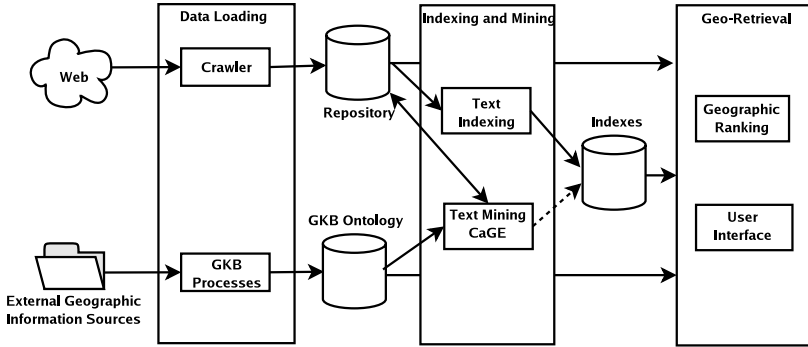 Data Loading
Indexing and Mining
Geo-Retrieval
Web
Crawler
Repository
Text
Indexing
Indexes
Geographic
Ranking
GKB Ontology
Text Mining
CaGE
User
Interface
GKB
Processes
External Geographic
Information Sources